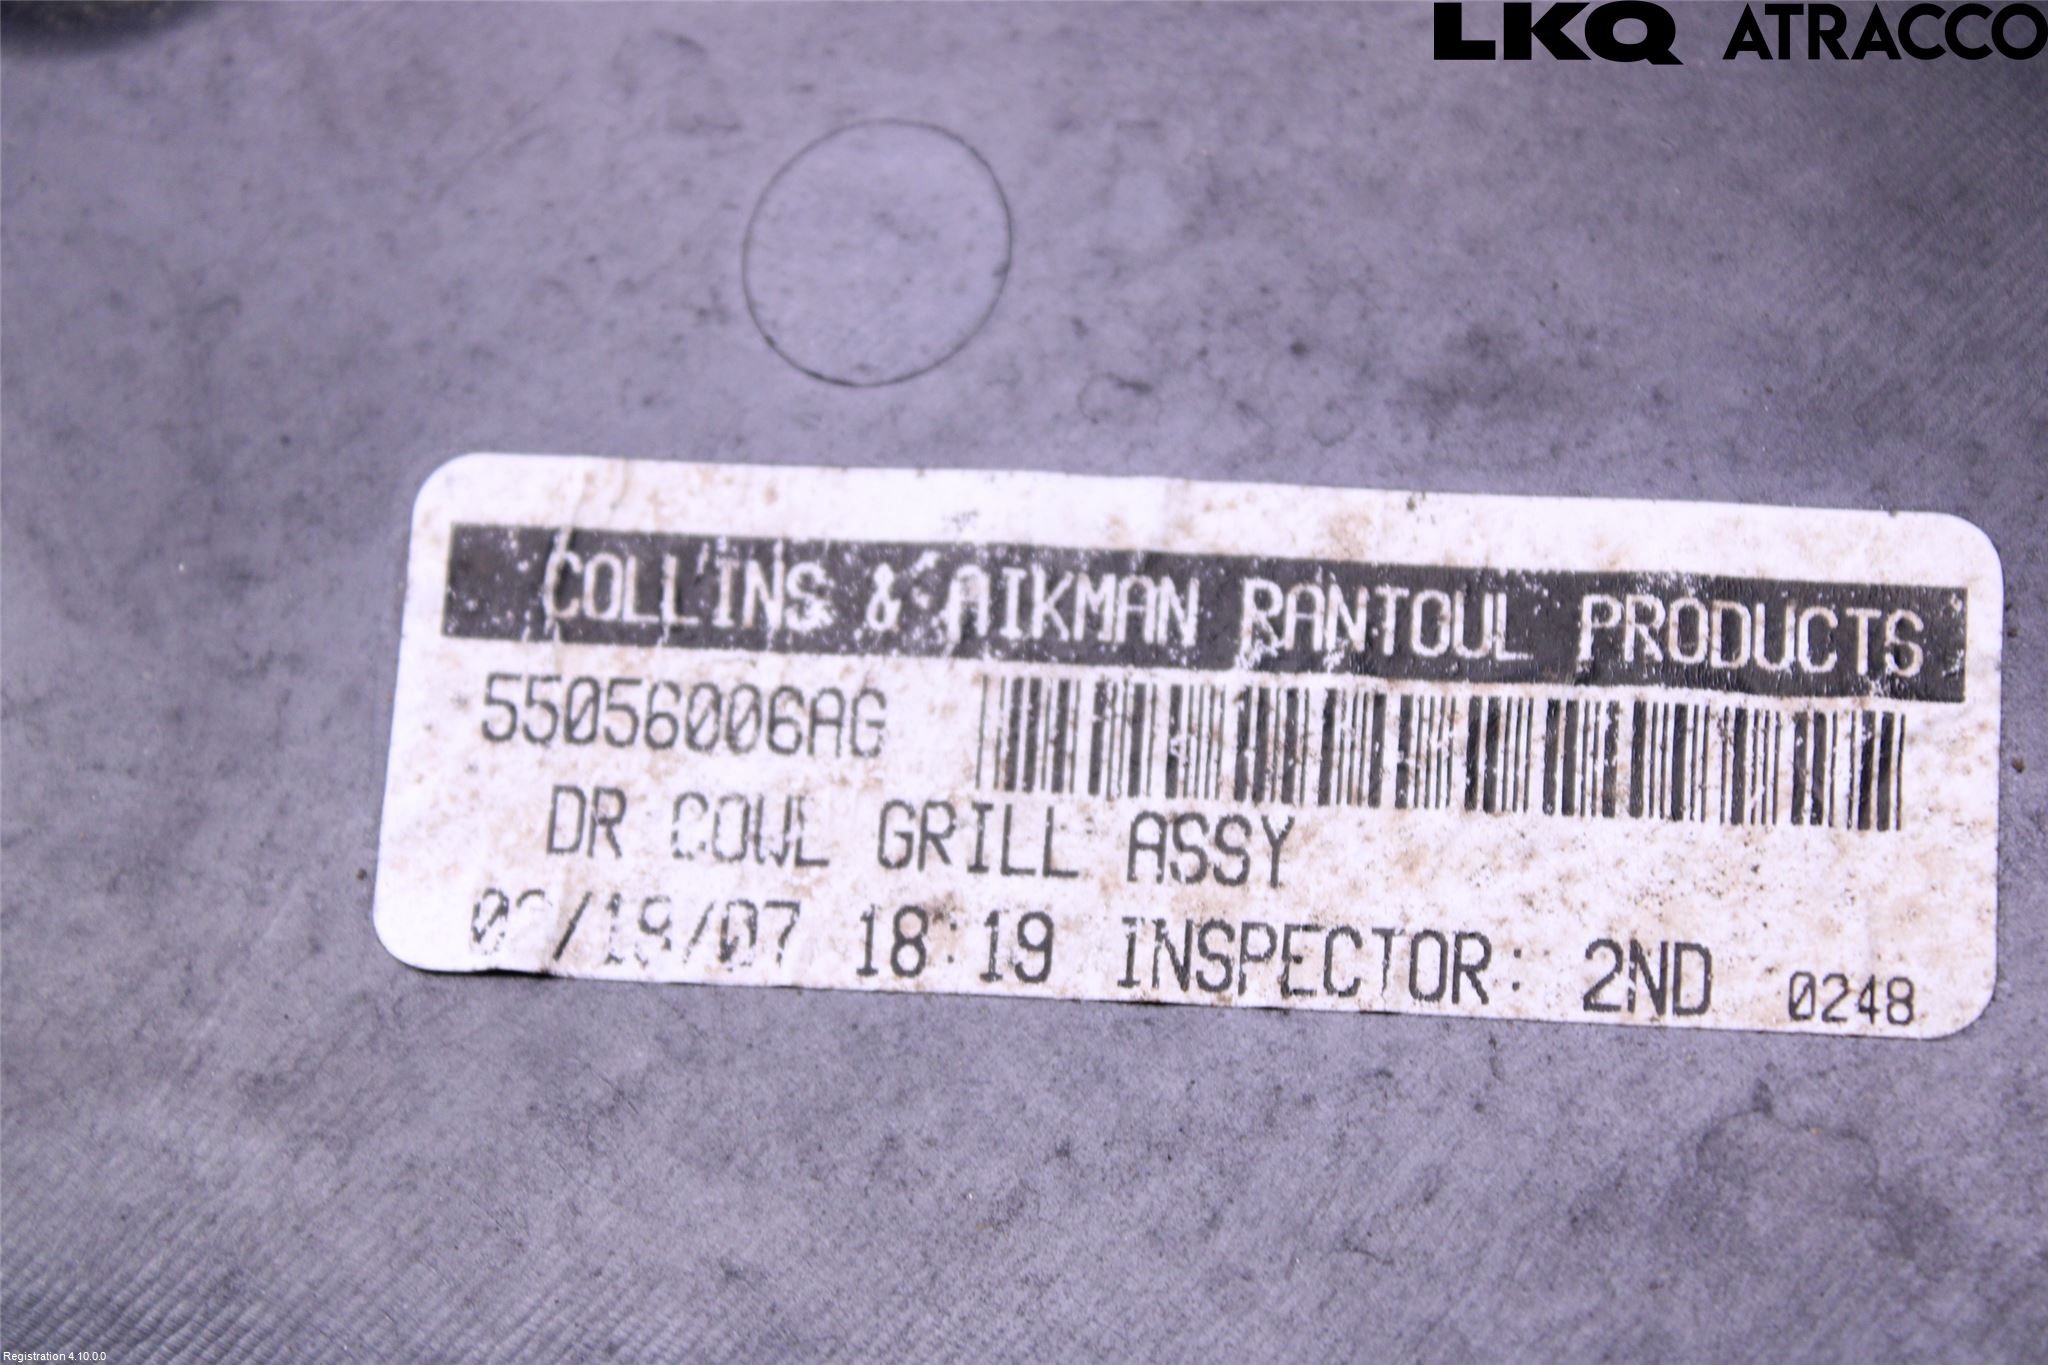 LKQ ATRACCO
COLLINS & AIKMAN RANTOUL PRODUCTS
55056006AG
DR COWL GRILL ASSY
18:19 INSPECTOR: 2ND 0248
Registration 4.10.0.0